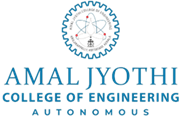 AMAL JYOTHI
COLLEGE OF ENGINEERING
AUTONOMOUS